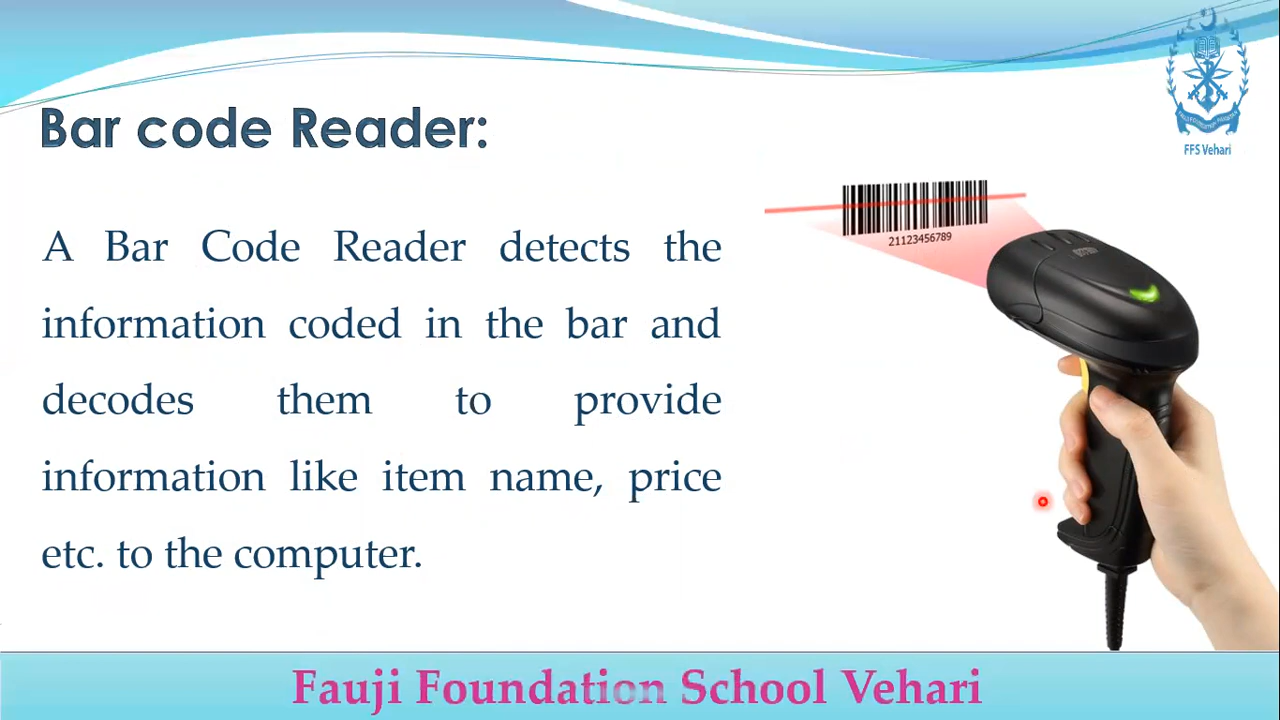 FFS Vehari
Bar code Reader:
21123456789
A Bar Code Reader detects the
information coded in the bar and
decodes them to provide
information like item name, price
etc. to the computer.
Fauji Foundation School Vehari